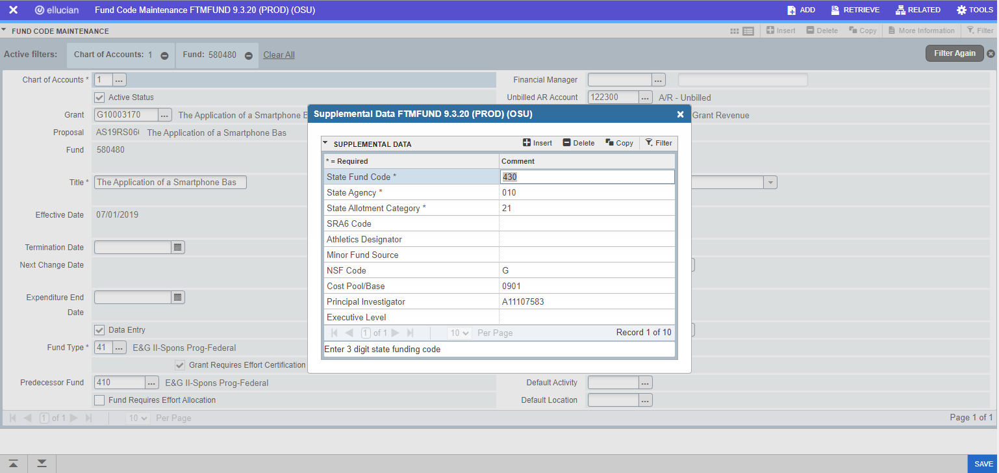 ellucian Fund Code Maintenance FTMFUND 9.3.20 (PROD) (OSU) ADD RETRIEVE RELATED TOOLS
FUND CODE MAINTENANCE Insert Delete Copy More Information Filter
Active filters: Chart of Accounts: 1 Fund: 580480 Clear All Filter Again
Chart of Accounts * 1 ... Financial Manager ...
Active Status Unbilled AR Account 122300 ... A/R - Unbilled
Grant G10003170 ... The Application of a Smartphone Grant Revenue
Proposal The Application of a Smartphone Bas
Fund 580480
Title * The Application of a Smartphone Bas
Effective Date 07/01/2019
Termination Date
Next Change Date
Expenditure End
Date
Data Entry
Fund Type * 41 ... E&G II-Spons Prog-Federal
Grant Requires Effort Certification
Predecessor Fund 410 ... E&G II-Spons Prog-Federal Default Activity ...
Fund Requires Effort Allocation Default Location ...
1 of 1 10 Per Page Page 1 of 1
SAVE
Supplemental Data FTMFUND 9.3.20 (PROD) (OSU)
SUPPLEMENTAL DATA Insert Delete Copy Filter
* = Required Comment
State Fund Code * 430
State Agency * 010
State Allotment Category * 21
SRA6 Code
Athletics Designator
Minor Fund Source
NSF Code G
Cost Pool/Base 0901
Principal Investigator A11107583
Executive Level
1 of 1 10 Per Page Record 1 of 10
Enter 3 digit state funding code